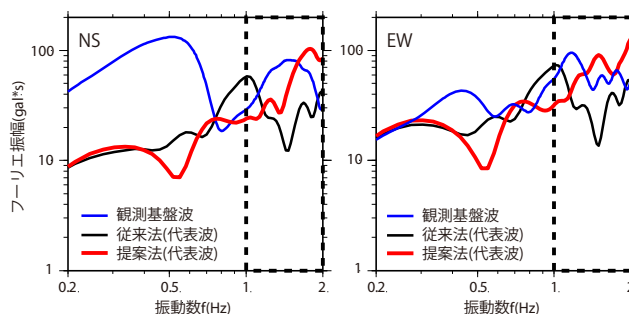 NS
フーリエ振幅(gal*s)
100
10
1
観測基盤波
従来法(代表波)
提案法(代表波)
0.2
0.5
1.
2.
振動数f(Hz)
EW
100
10
1
観測基盤波
従来法(代表波)
提案法(代表波)
0.2
0.5
1.
2.
振動数f(Hz)